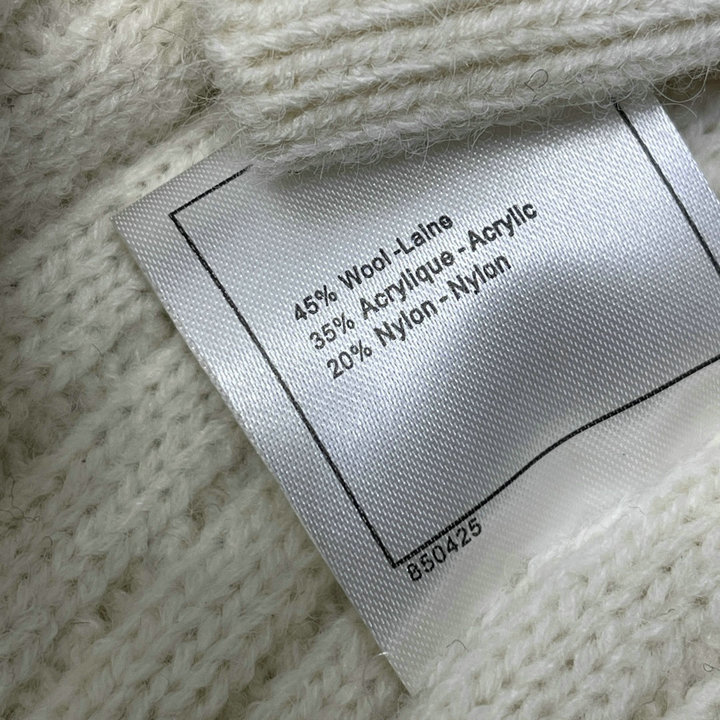 45% Wool-Laine
35% Acrylique-Acrylic
20% Nylon-Nylon
850425